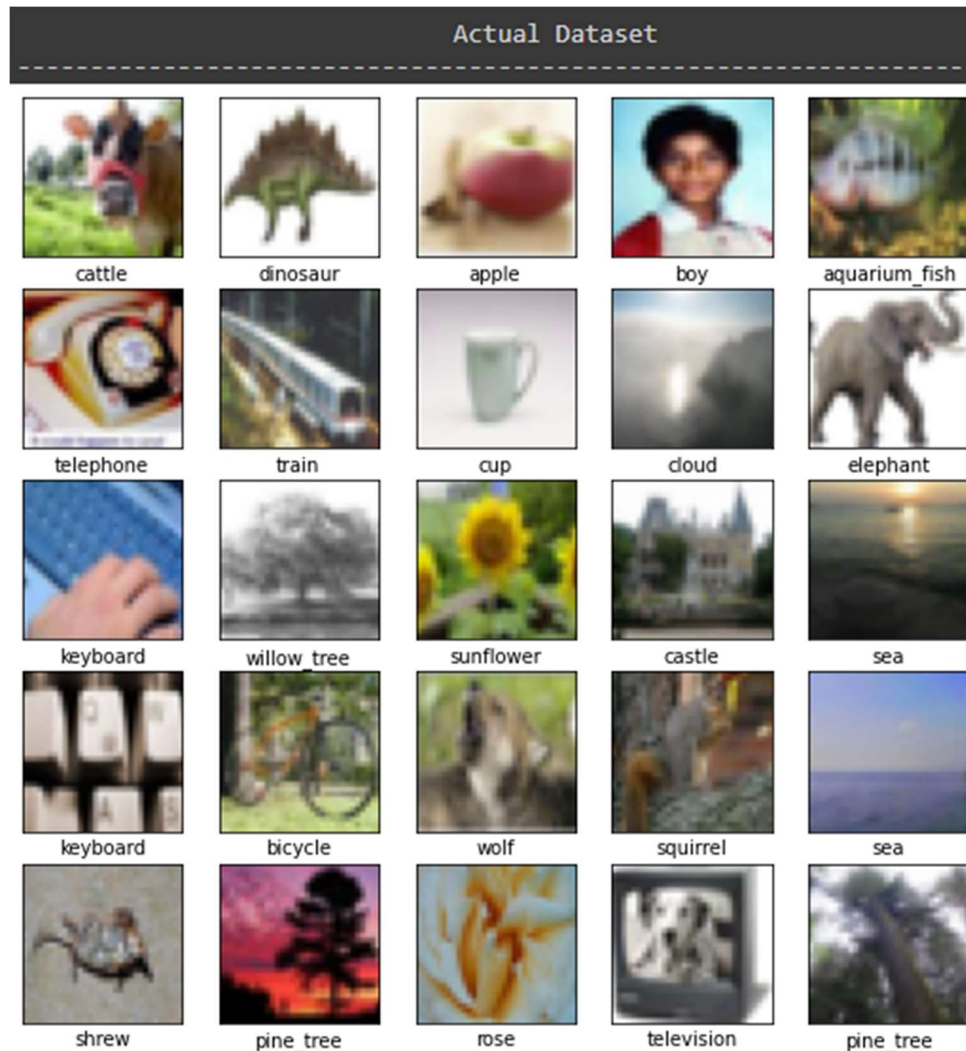 Actual Dataset
--------------------------------------------------------------------
cattle dinosaur apple boy aquarium_fish
telephone train cup cloud elephant
keyboard willow_tree sunflower castle sea
A S
keyboard bicycle wolf squirrel sea
shrew pine_tree rose television pine_tree